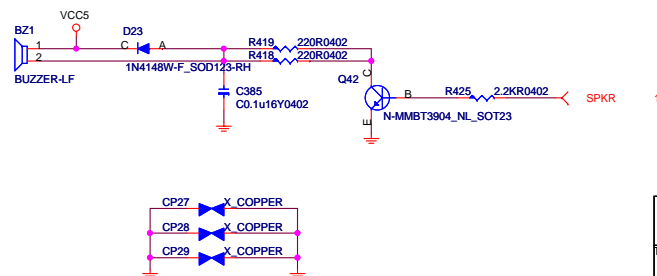 VCC5
BZ1
D23
1
C
A
R419
220R0402
2
R418
220R0402
BUZZER-LF
1N4148W-F_SOD123-RH
Q42
C
C385
C0.1u16Y0402
B
R425
2.2KR0402
SPKR
1
E
N-MMBT3904_NL_SOT23
CP27
X_COPPER
CP28
X_COPPER
CP29
X_COPPER